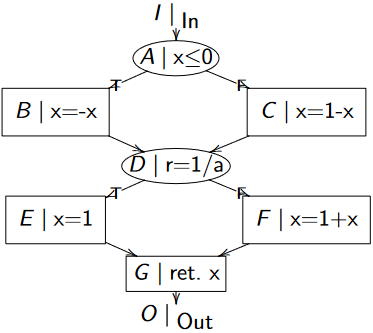 I | In
A | x≤0
T F
B | x=-x C | x=1-x
D | r=1/a
T F
E | x=1 F | x=1+x
G | ret. x
O | Out